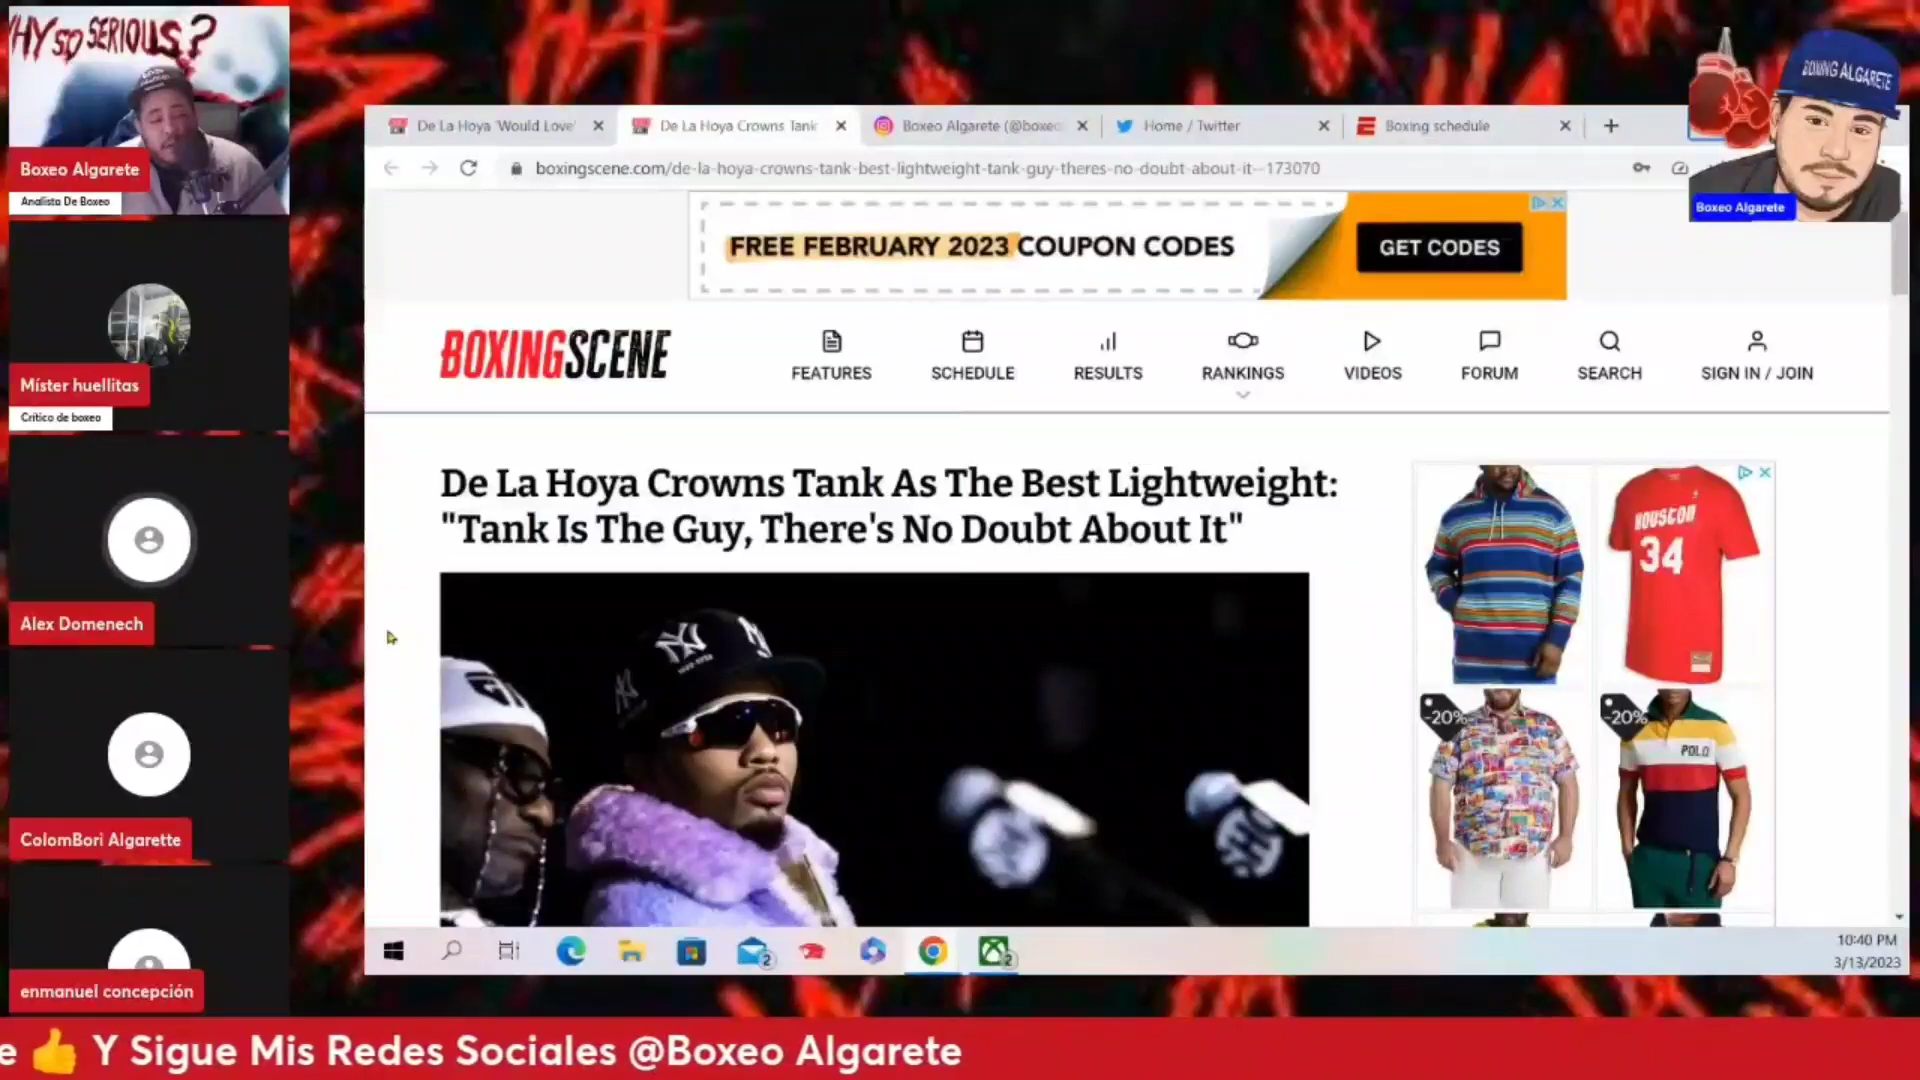 WHY SO SERIOUS?
Boxeo Algarete
Analista De Boxeo
Míster huellitas
Crítico de boxeo
Alex Domenech
ColomBori Algarette
enmanuel concepción
De La Hoya 'Would Love'
De La Hoya Crowns Tank
Boxeo Algarete (@boxeo
Home / Twitter
Boxing schedule
boxingscene.com/de-la-hoya-crowns-tank-best-lightweight-tank-guy-theres-no-doubt-about-it--173070
BOXING ALGARETE
Boxeo Algarete
FREE FEBRUARY 2023 COUPON CODES
GET CODES
BOXINGSCENE
FEATURES
SCHEDULE
RESULTS
RANKINGS
VIDEOS
FORUM
SEARCH
SIGN IN / JOIN
De La Hoya Crowns Tank As The Best Lightweight:
"Tank Is The Guy, There's No Doubt About It"
NY
HOUSTON
34
-20%
-20%
POLO
2
2
10:40 PM
3/13/2023
e 👍 Y Sigue Mis Redes Sociales @Boxeo Algarete